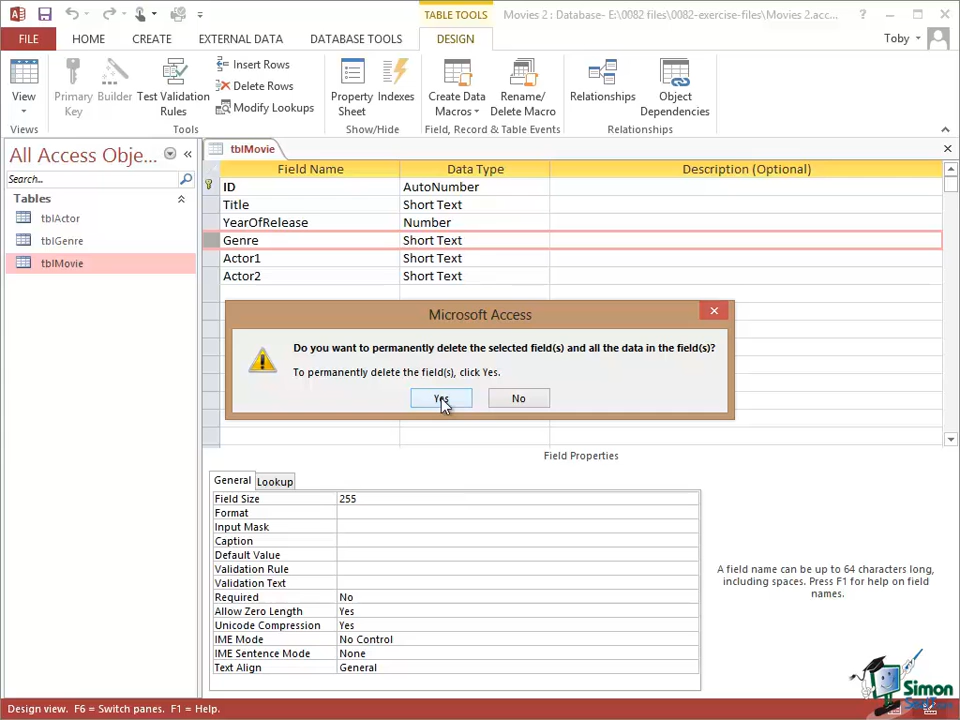 TABLE TOOLS
Movies 2 : Database- E:\0082 files\0082-exercise-files\Movies 2.acc...
?
FILE
HOME
CREATE
EXTERNAL DATA
DATABASE TOOLS
DESIGN
Toby
View
Primary Key
Builder
Test Validation Rules
Insert Rows
Delete Rows
Modify Lookups
Property Sheet
Indexes
Create Data Macros
Rename/ Delete Macro
Relationships
Object Dependencies
Views
Tools
Show/Hide
Field, Record & Table Events
Relationships
All Access Obje...
Search...
Tables
tblActor
tblGenre
tblMovie
tblMovie
Field Name Data Type Description (Optional)
ID AutoNumber
Title Short Text
YearOfRelease Number
Genre Short Text
Actor1 Short Text
Actor2 Short Text
Microsoft Access
Do you want to permanently delete the selected field(s) and all the data in the field(s)?
To permanently delete the field(s), click Yes.
Yes No
Field Properties
General Lookup
Field Size 255
Format
Input Mask
Caption
Default Value
Validation Rule
Validation Text
Required No
Allow Zero Length Yes
Unicode Compression Yes
IME Mode No Control
IME Sentence Mode None
Text Align General
A field name can be up to 64 characters long,
including spaces. Press F1 for help on field
names.
Simon
Design view. F6 = Switch panes. F1 = Help.